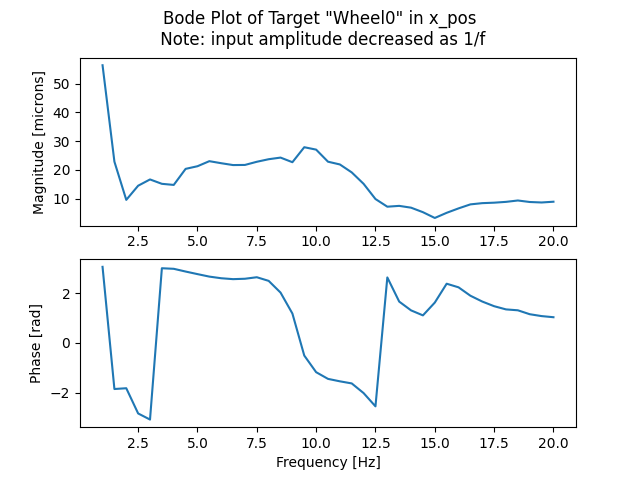 Bode Plot of Target "Wheel0" in x_pos
Note: input amplitude decreased as 1/f
Magnitude [microns]
50
40
30
20
10
2.5 5.0 7.5 10.0 12.5 15.0 17.5 20.0
Phase [rad]
2
0
−2
2.5 5.0 7.5 10.0 12.5 15.0 17.5 20.0
Frequency [Hz]